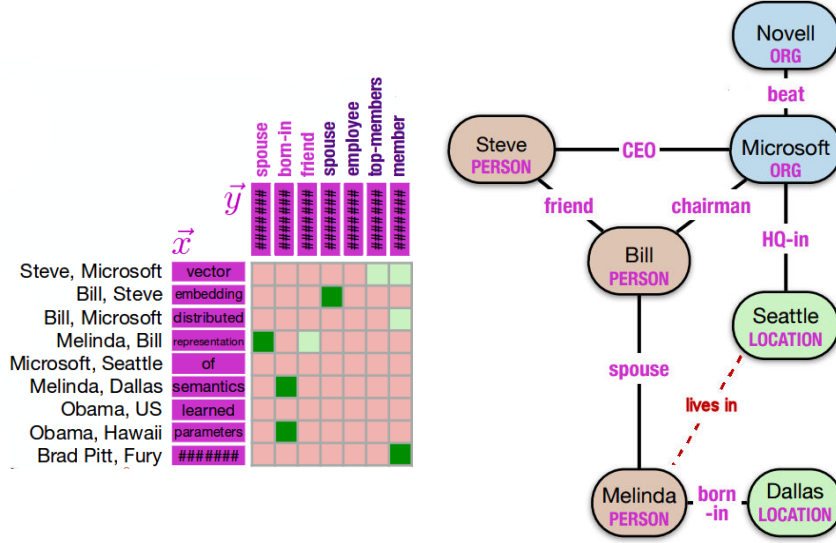 spouse
born-in
friend
spouse
employee
top-members
member
y
#######
#######
#######
#######
#######
#######
#######
x
Steve, Microsoft vector
Bill, Steve embedding
Bill, Microsoft distributed
Melinda, Bill representation
Microsoft, Seattle of
Melinda, Dallas semantics
Obama, US learned
Obama, Hawaii parameters
Brad Pitt, Fury #######
Novell
ORG
beat
Steve
PERSON
CEO
Microsoft
ORG
friend
chairman
Bill
PERSON
HQ-in
Seattle
LOCATION
spouse
lives in
Melinda
PERSON
born
-in
Dallas
LOCATION